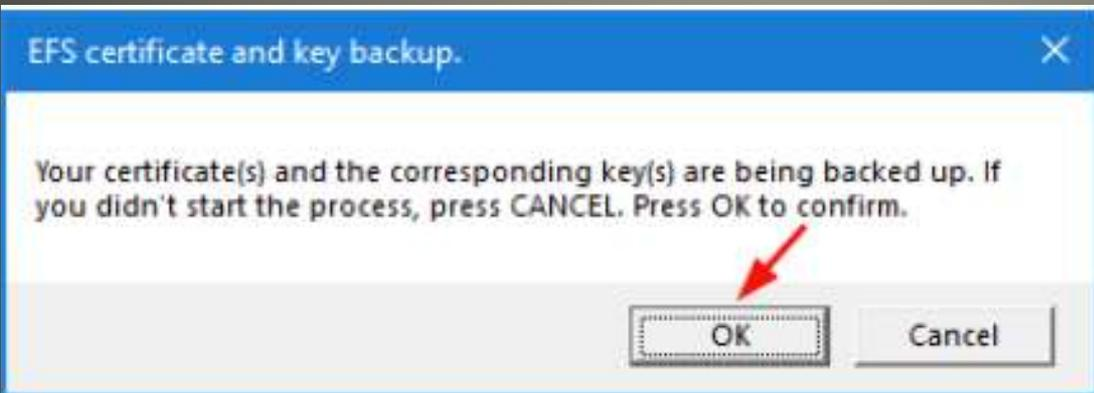 EFS certificate and key backup.
Your certificate(s) and the corresponding key(s) are being backed up. If
you didn't start the process, press CANCEL. Press OK to confirm.
OK
Cancel